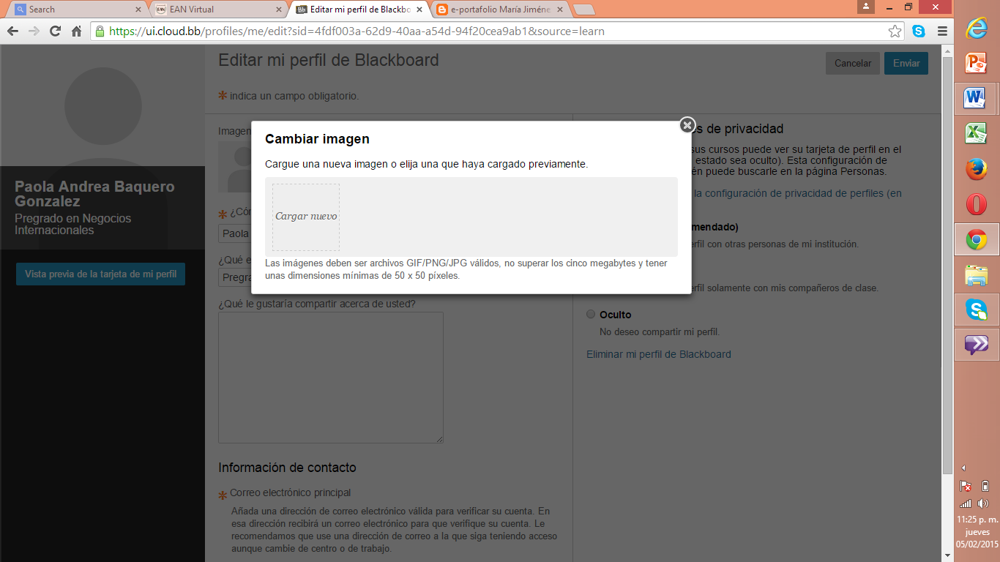 Search
EAN Virtual
Editar mi perfil de Blackbo
e-portafolio María Jiméne
https://ui.cloud.bb/profiles/me/edit?sid=4fdf003a-62d9-40aa-a54d-94f20cea9ab1&source=learn
Editar mi perfil de Blackboard
Cancelar
Enviar
* indica un campo obligatorio.
Paola Andrea Baquero
Gonzalez
Pregrado en Negocios
Internacionales
Vista previa de la tarjeta de mi perfil
Imagen
* ¿Cóm
Paola
¿Qué e
Pregra
Cambiar imagen
Cargue una nueva imagen o elija una que haya cargado previamente.
Cargar nuevo
Las imágenes deben ser archivos GIF/PNG/JPG válidos, no superar los cinco megabytes y tener
unas dimensiones mínimas de 50 x 50 píxeles.
¿Qué le gustaría compartir acerca de usted?
Información de contacto
* Correo electrónico principal
Añada una dirección de correo electrónico válida para verificar su cuenta. En
esa dirección recibirá un correo electrónico para que verifique su cuenta. Le
recomendamos que use una dirección de correo a la que siga teniendo acceso
aunque cambie de centro o de trabajo.
s de privacidad
sus cursos puede ver su tarjeta de perfil en el
estado sea oculto). Esta configuración de
én puede buscarle en la página Personas.
la configuración de privacidad de perfiles (en
mendado)
erfil con otras personas de mi institución.
erfil solamente con mis compañeros de clase.
Oculto
No deseo compartir mi perfil.
Eliminar mi perfil de Blackboard
11:25 p. m.
jueves
05/02/2015